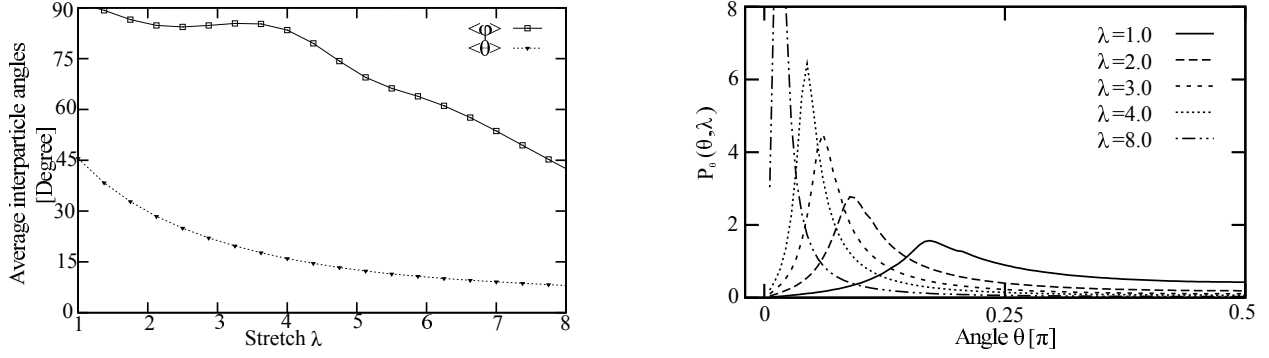 Average interparticle angles
[Degree]
90
75
60
45
30
15
0
<φ>
<θ>
1 2 3 4 5 6 7 8
Stretch λ
P_θ (θ,λ)
8
6
4
2
0
λ=1.0
λ=2.0
λ=3.0
λ=4.0
λ=8.0
0 0.25 0.5
Angle θ [π]